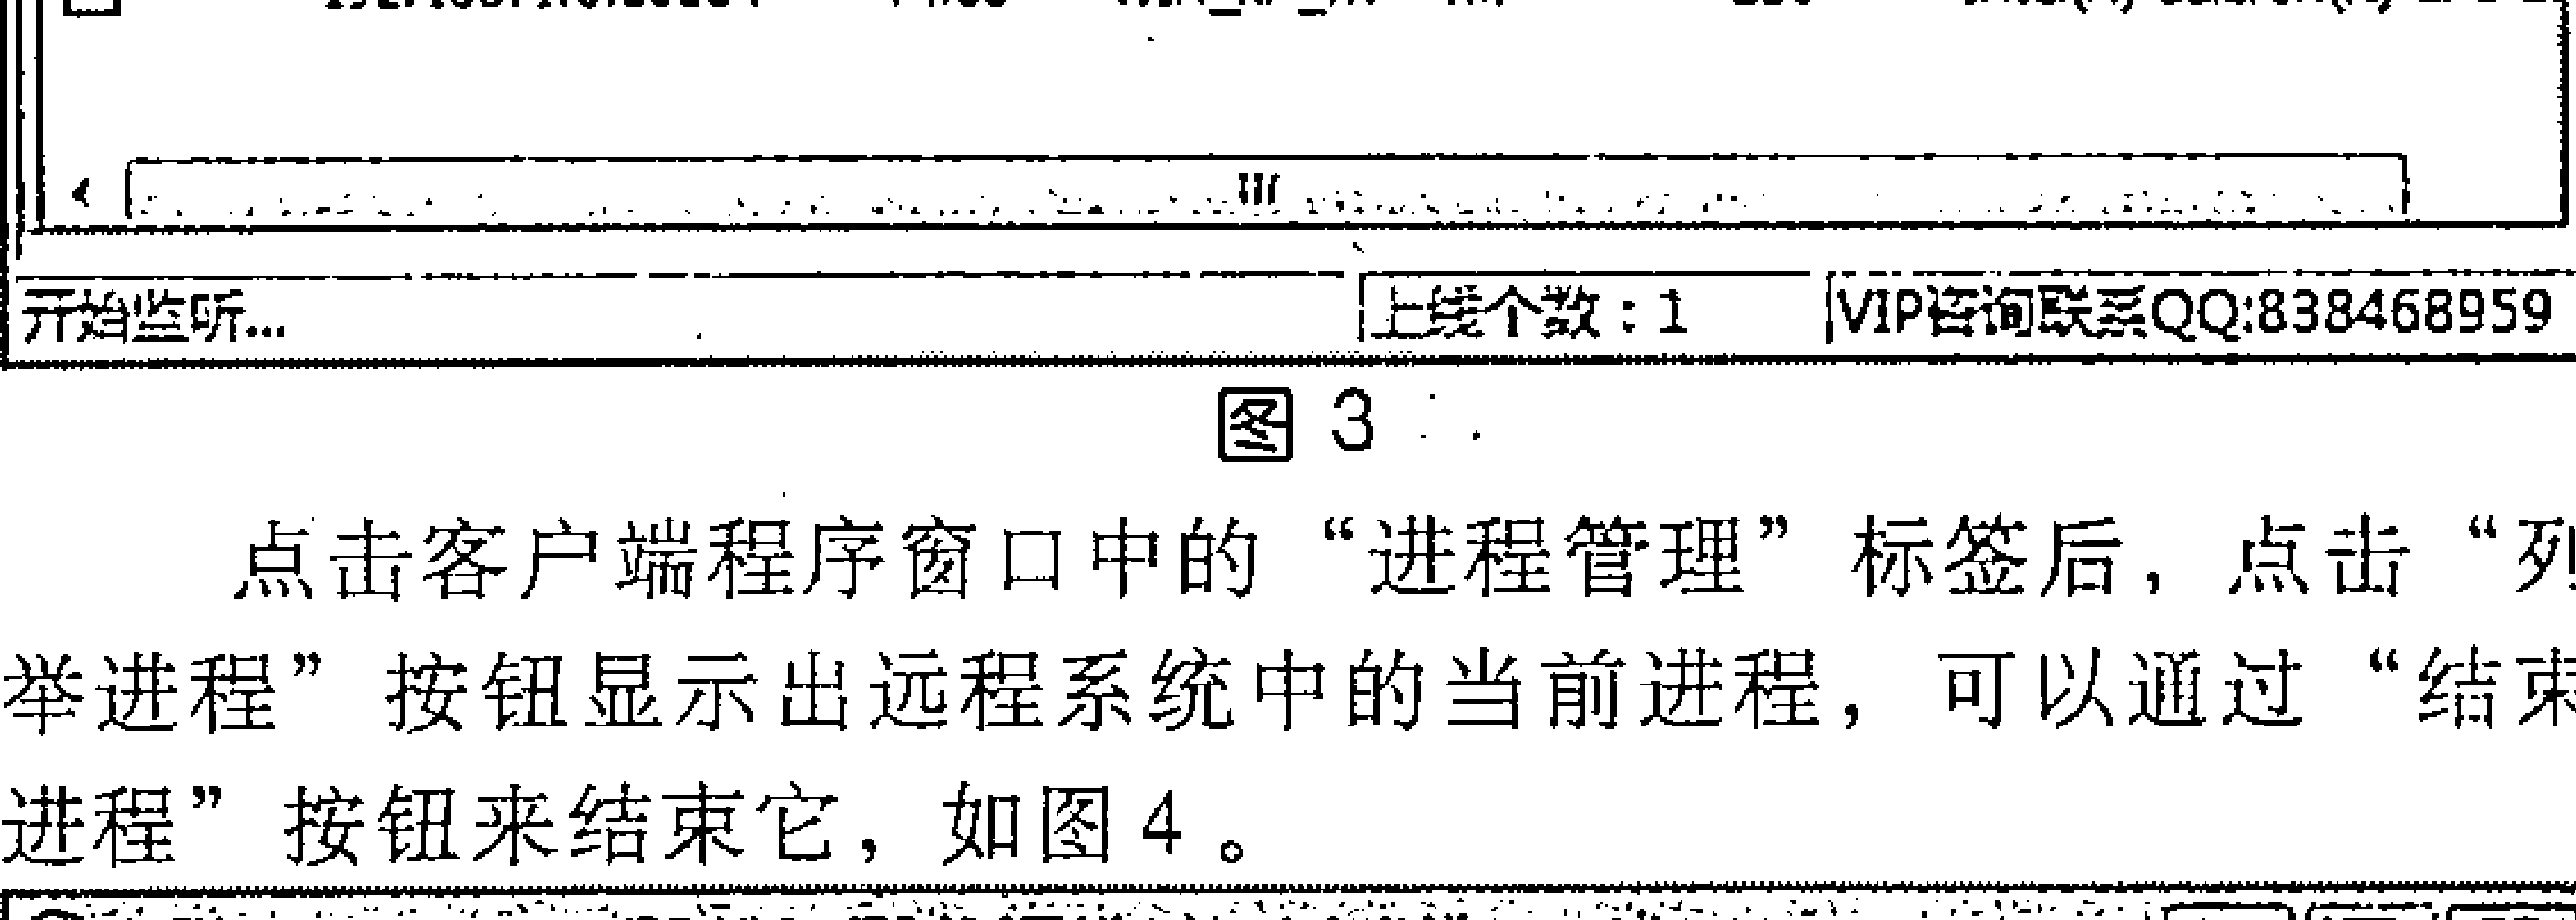 开始监听... 上线个数：1 VIP咨询联系QQ:838468959
图 3
点击客户端程序窗口中的“进程管理”标签后，点击“列
举进程”按钮显示出远程系统中的当前进程，可以通过“结束
进程”按钮来结束它，如图4。